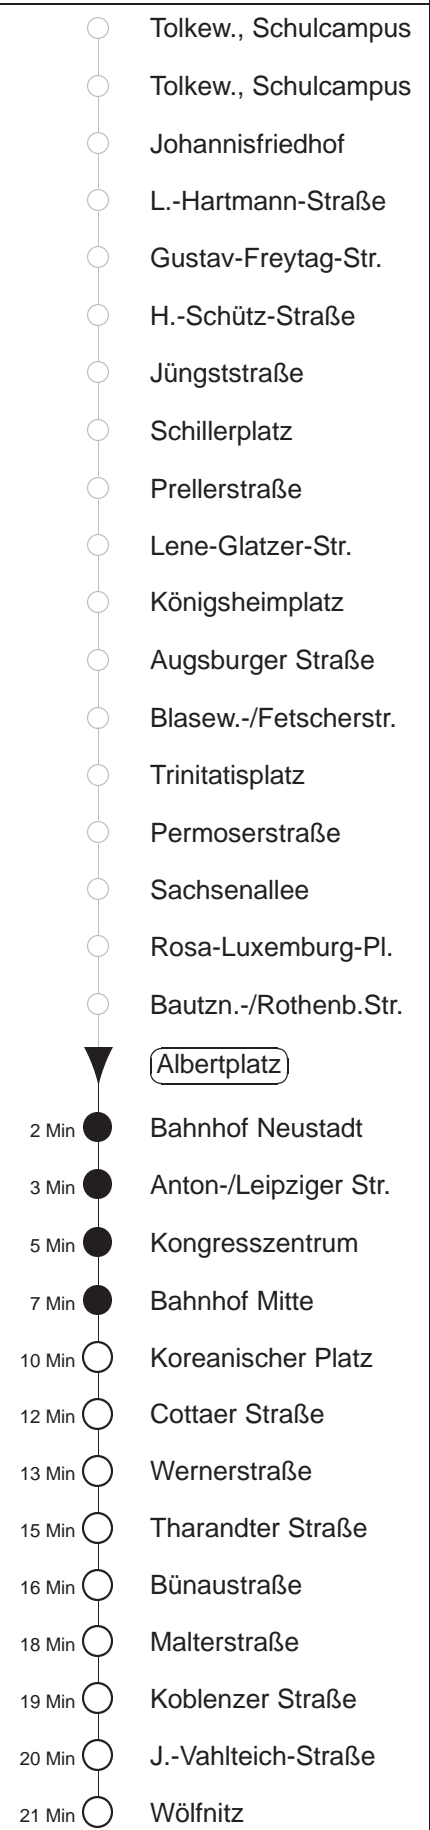 Tolkew., Schulcampus
Tolkew., Schulcampus
Johannisfriedhof
L.-Hartmann-Straße
Gustav-Freytag-Str.
H.-Schütz-Straße
Jüngststraße
Schillerplatz
Prellerstraße
Lene-Glatzer-Str.
Königsheimplatz
Augsburger Straße
Blasew.-/Fetscherstr.
Trinitatisplatz
Permoserstraße
Sachsenallee
Rosa-Luxemburg-Pl.
Bautzn.-/Rothenb.Str.
Albertplatz
2 Min Bahnhof Neustadt
3 Min Anton-/Leipziger Str.
5 Min Kongresszentrum
7 Min Bahnhof Mitte
10 Min Koreanischer Platz
12 Min Cottaer Straße
13 Min Wernerstraße
15 Min Tharandter Straße
16 Min Bünaustraße
18 Min Malterstraße
19 Min Koblenzer Straße
20 Min J.-Vahlteich-Straße
21 Min Wölfnitz